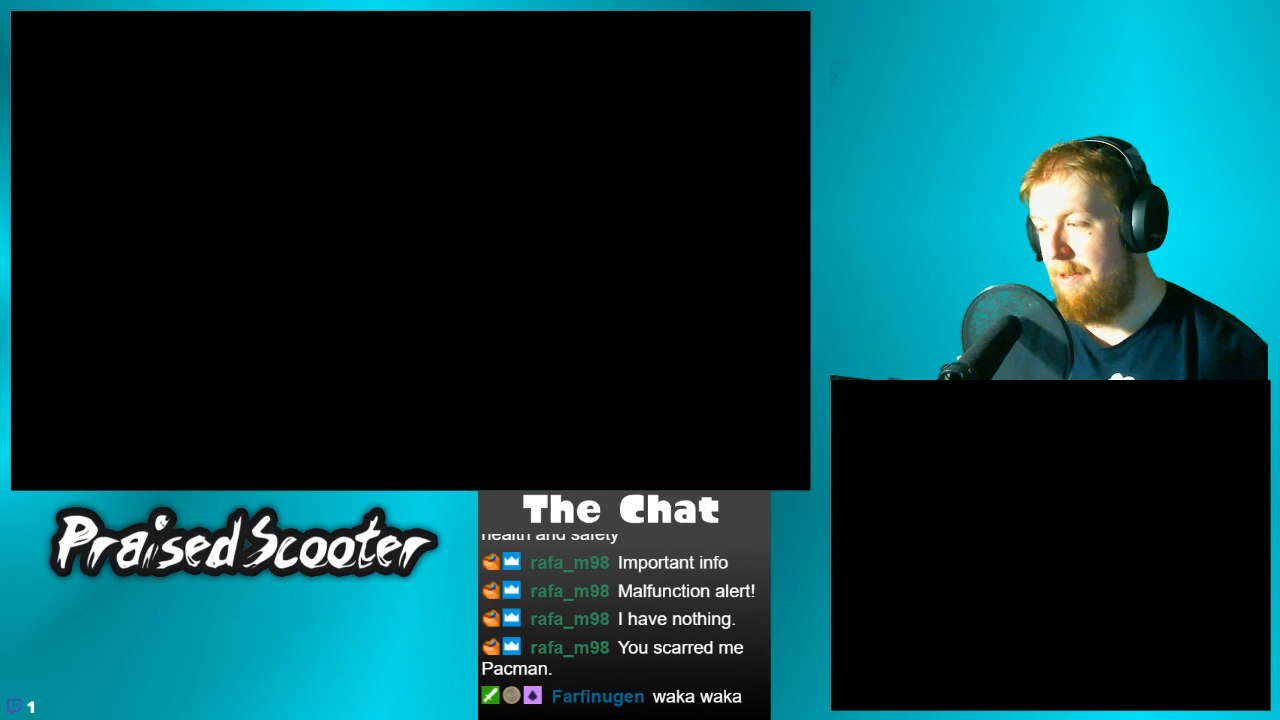 PraisedScooter
The Chat
health and safety
rafa_m98 Important info
rafa_m98 Malfunction alert!
rafa_m98 I have nothing.
rafa_m98 You scarred me
Pacman.
Farfinugen waka waka
1